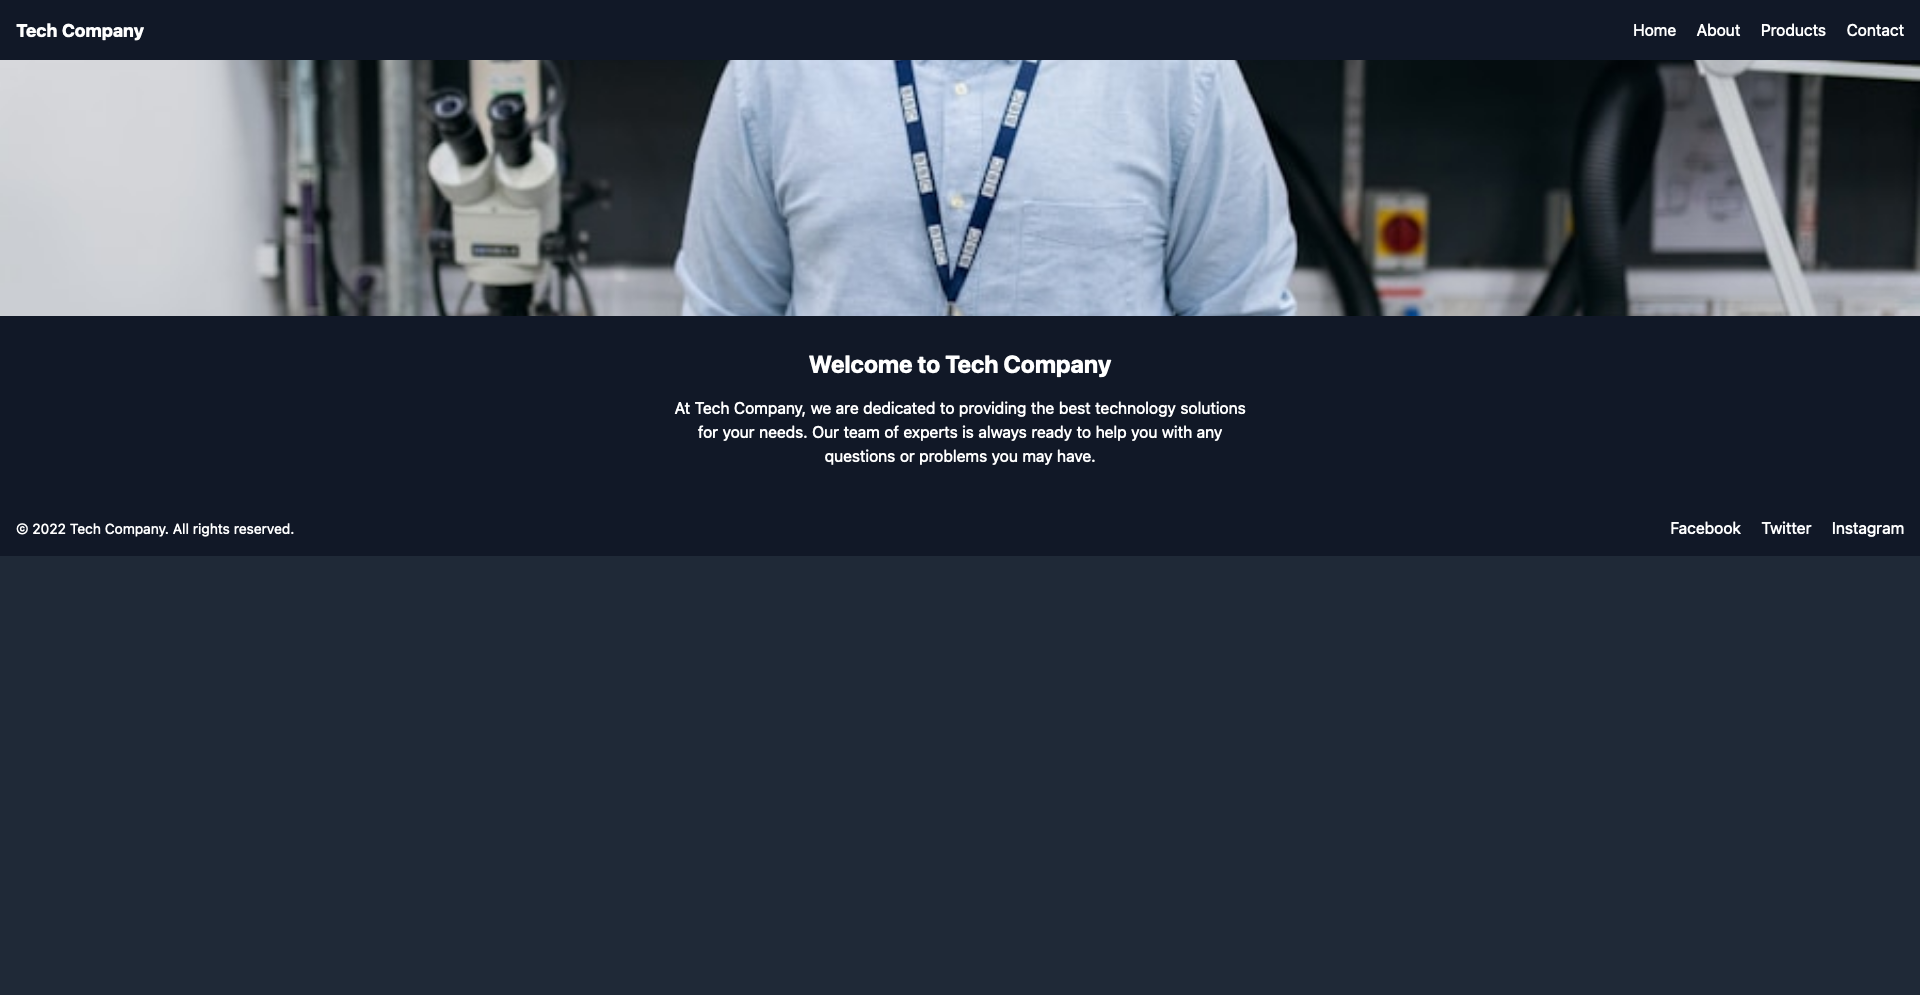 Tech Company
Home About Products Contact
Welcome to Tech Company
At Tech Company, we are dedicated to providing the best technology solutions
for your needs. Our team of experts is always ready to help you with any
questions or problems you may have.
© 2022 Tech Company. All rights reserved.
Facebook Twitter Instagram